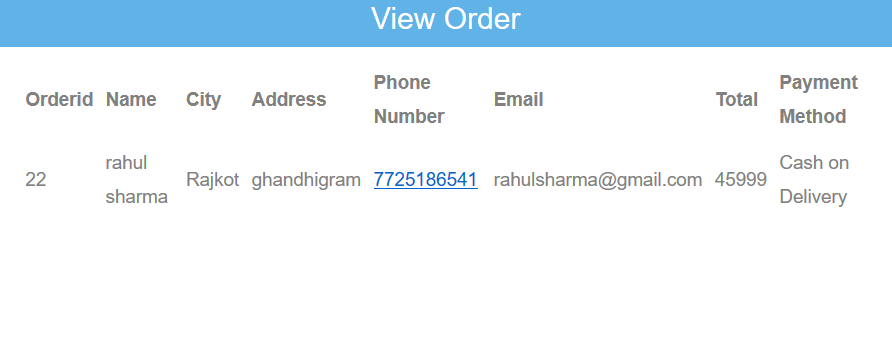 View Order
Orderid Name City Address Phone Number Email Total Payment Method
22 rahul sharma Rajkot ghandhigram 7725186541 rahulsharma@gmail.com 45999 Cash on Delivery